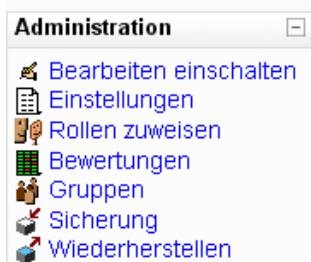 Administration
Bearbeiten einschalten
Einstellungen
Rollen zuweisen
Bewertungen
Gruppen
Sicherung
Wiederherstellen